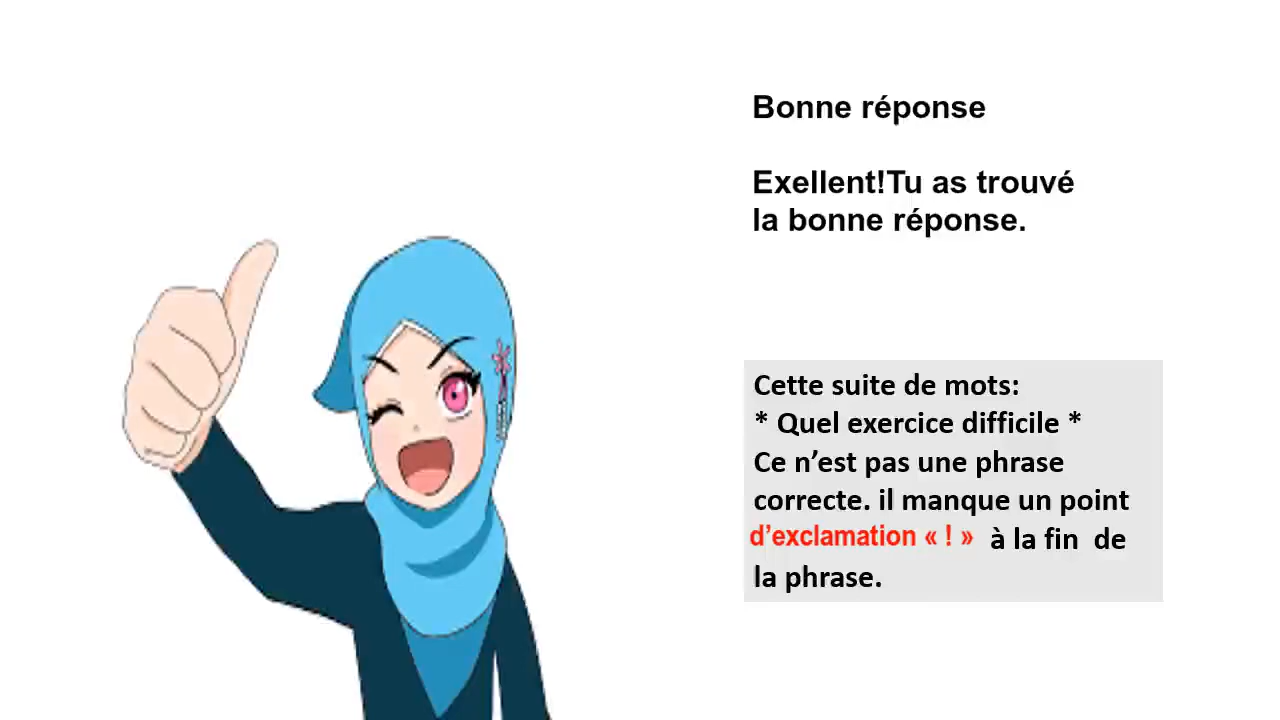 Bonne réponse
Exellent!Tu as trouvé
la bonne réponse.
Cette suite de mots:
* Quel exercice difficile *
Ce n’est pas une phrase
correcte. il manque un point
d’exclamation « ! » à la fin de
la phrase.